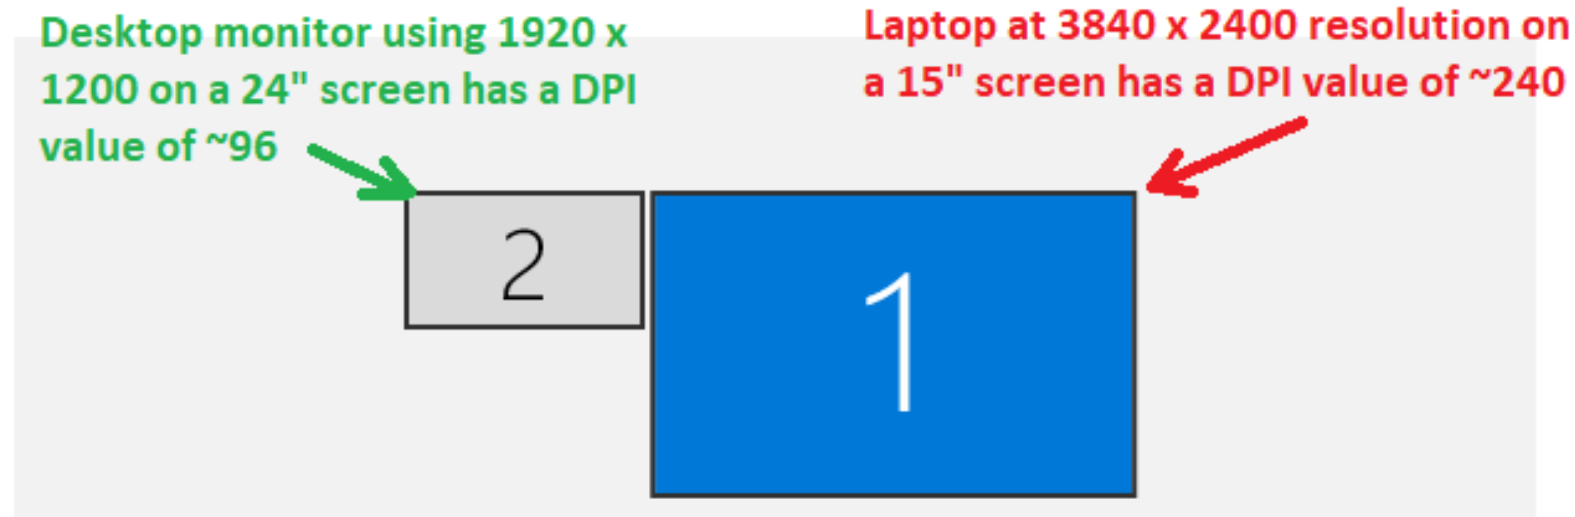 Desktop monitor using 1920 x
1200 on a 24" screen has a DPI
value of ~96
Laptop at 3840 x 2400 resolution on
a 15" screen has a DPI value of ~240
2
1